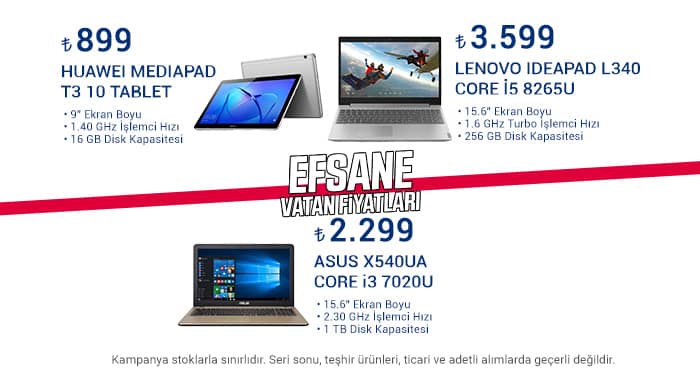 ₺ 899
HUAWEI MEDIAPAD
T3 10 TABLET
• 9" Ekran Boyu
• 1.40 GHz İşlemci Hızı
• 16 GB Disk Kapasitesi
₺ 3.599
LENOVO IDEAPAD L340
CORE İ5 8265U
• 15.6" Ekran Boyu
• 1.6 GHz Turbo İşlemci Hızı
• 256 GB Disk Kapasitesi
EFSANE
VATAN FİYATLARI
₺ 2.299
ASUS X540UA
CORE i3 7020U
• 15.6" Ekran Boyu
• 2.30 GHz İşlemci Hızı
• 1 TB Disk Kapasitesi
Kampanya stoklarla sınırlıdır. Seri sonu, teşhir ürünleri, ticari ve adetli alımlarda geçerli değildir.